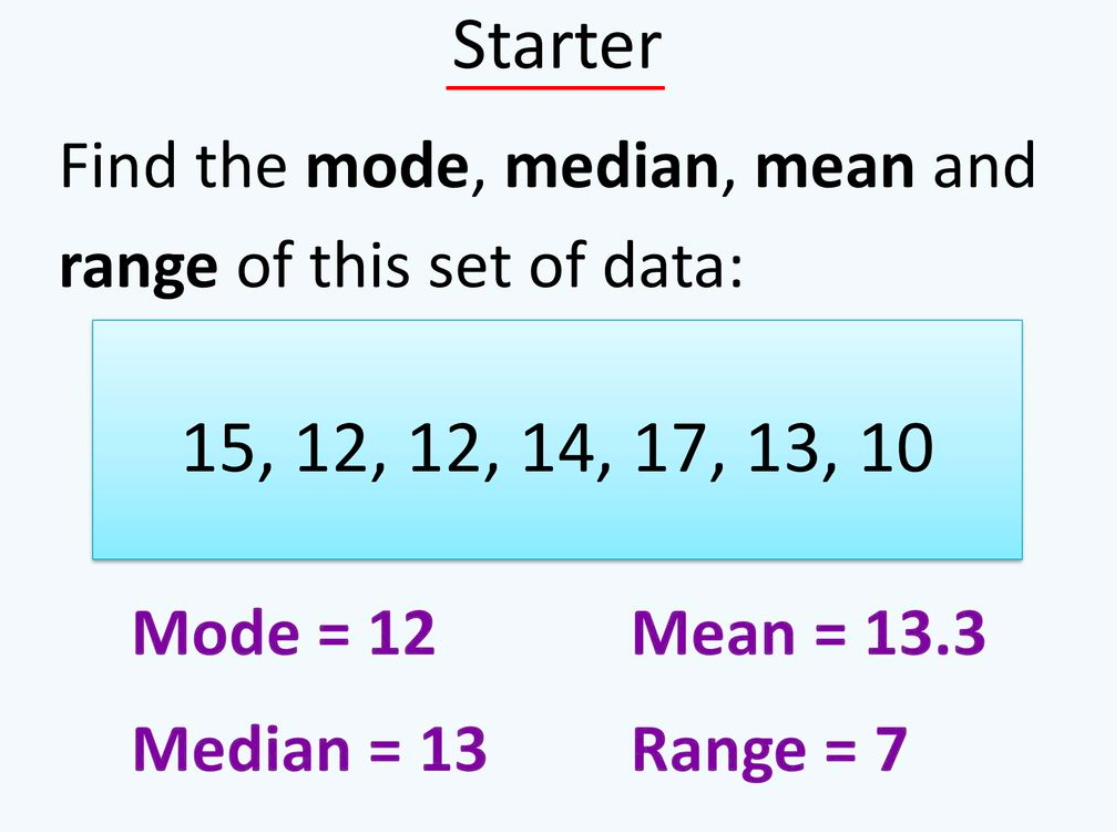 Starter
Find the mode, median, mean and
range of this set of data:
15, 12, 12, 14, 17, 13, 10
Mode = 12
Mean = 13.3
Median = 13
Range = 7